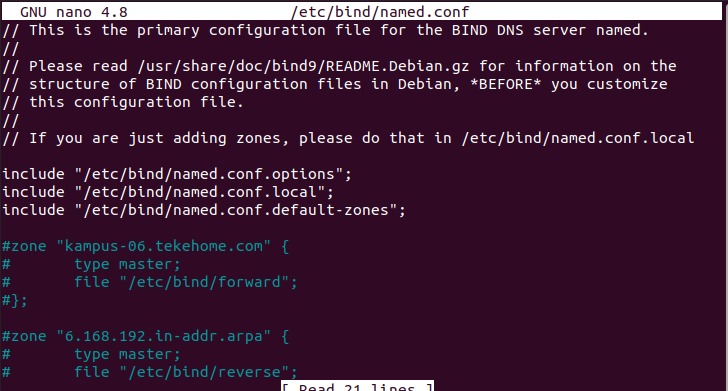 GNU nano 4.8 /etc/bind/named.conf
// This is the primary configuration file for the BIND DNS server named.
//
// Please read /usr/share/doc/bind9/README.Debian.gz for information on the
// structure of BIND configuration files in Debian, *BEFORE* you customize
// this configuration file.
//
// If you are just adding zones, please do that in /etc/bind/named.conf.local
include "/etc/bind/named.conf.options";
include "/etc/bind/named.conf.local";
include "/etc/bind/named.conf.default-zones";
#zone "kampus-06.tekehome.com" {
#       type master;
#       file "/etc/bind/forward";
#};
#zone "6.168.192.in-addr.arpa" {
#       type master;
#       file "/etc/bind/reverse";
[ Read 21 lines ]